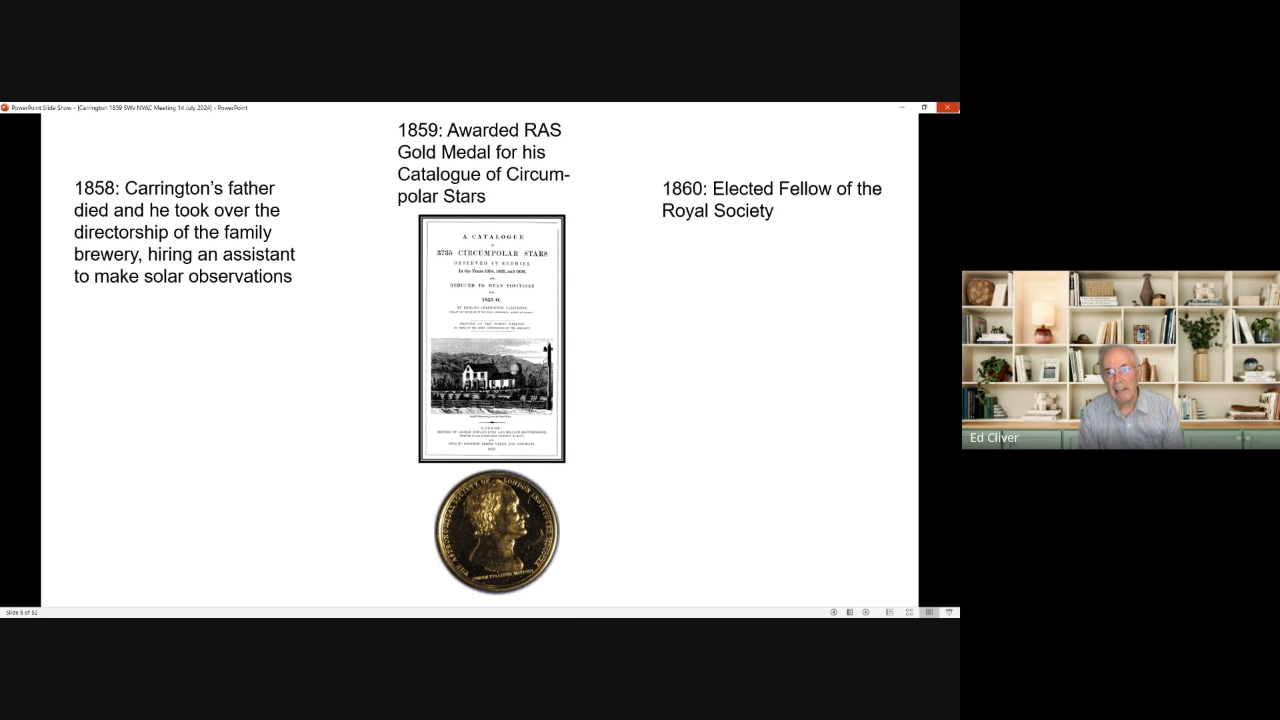 PowerPoint Slide Show - [Carrington 1859 SWx NVAC Meeting 14 July 2024] - PowerPoint
1858: Carrington's father
died and he took over the
directorship of the family
brewery, hiring an assistant
to make solar observations
1859: Awarded RAS
Gold Medal for his
Catalogue of Circum-
polar Stars
A CATALOGUE
OF
3735 CIRCUMPOLAR STARS
OBSERVED AT REDHILL
In the Years 1854, 1855, and 1856,
AND
REDUCED TO MEAN POSITIONS
FOR
1855·0.
LONDON:
1860: Elected Fellow of the
Royal Society
Ed Cliver
Slide 8 of 52